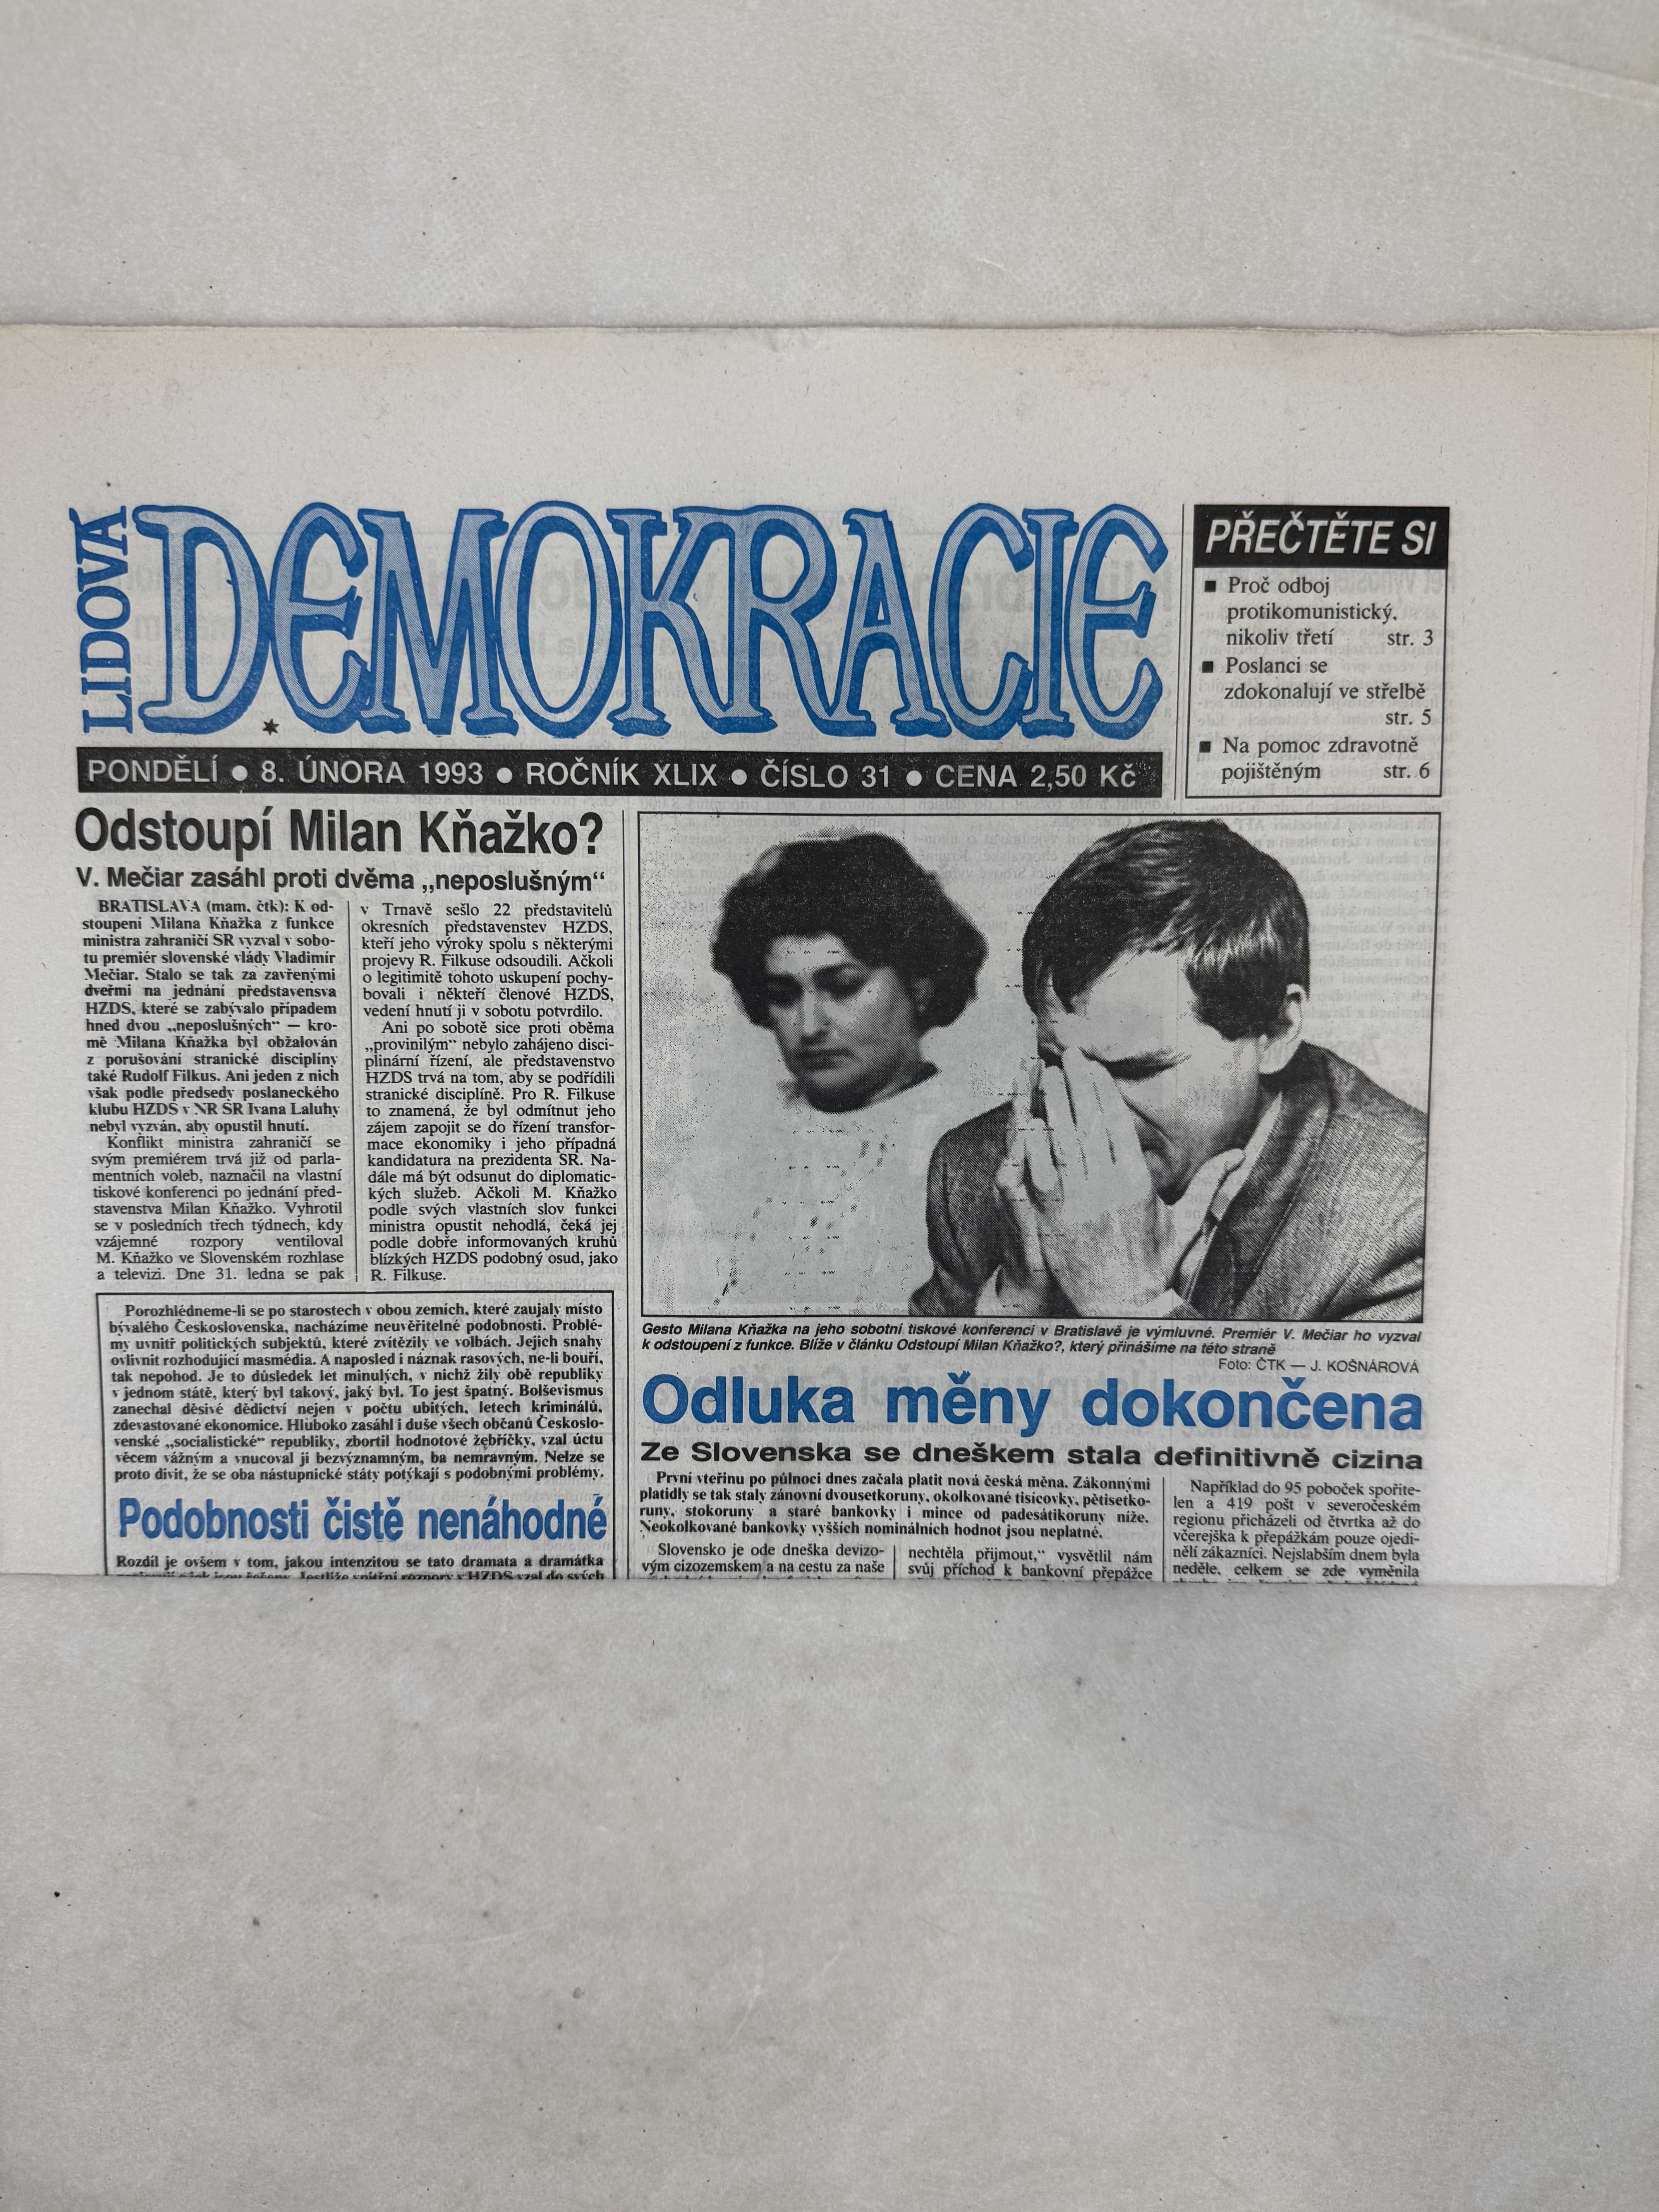 LIDOVÁ
DEMOKRACIE
PONDĚLÍ ● 8. ÚNORA 1993 ● ROČNÍK XLIX ● ČÍSLO 31 ● CENA 2,50 Kč
PŘEČTĚTE SI
■ Proč odboj
protikomunistický,
nikoliv třetí str. 3
■ Poslanci se
zdokonalují ve střelbě
str. 5
■ Na pomoc zdravotně
pojištěným str. 6
Odstoupí Milan Kňažko?
V. Mečiar zasáhl proti dvěma „neposlušným“
BRATISLAVA (mam, čtk): K od-
stoupení Milana Kňažka z funkce
ministra zahraničí SR vyzval v sobo-
tu premiér slovenské vlády Vladimír
Mečiar. Stalo se tak za zavřenými
dveřmi na jednání představensva
HZDS, které se zabývalo případem
hned dvou „neposlušných“ — kro-
mě Milana Kňažka byl obžalován
z porušování stranické disciplíny
také Rudolf Filkus. Ani jeden z nich
však podle předsedy poslaneckého
klubu HZDS v NR SR Ivana Laluhy
nebyl vyzván, aby opustil hnutí.
Konflikt ministra zahraničí se
svým premiérem trvá již od parla-
mentních voleb, naznačil na vlastní
tiskové konferenci po jednání před-
stavenstva Milan Kňažko. Vyhrotil
se v posledních třech týdnech, kdy
vzájemné rozpory ventiloval
M. Kňažko ve Slovenském rozhlase
a televizi. Dne 31. ledna se pak
v Trnavě sešlo 22 představitelů
okresních představenstev HZDS,
kteří jeho výroky spolu s některými
projevy R. Filkuse odsoudili. Ačkoli
o legitimitě tohoto uskupení pochy-
bovali i někteří členové HZDS,
vedení hnutí ji v sobotu potvrdilo.
Ani po sobotě sice proti oběma
„provinilým“ nebylo zahájeno disci-
plinární řízení, ale představenstvo
HZDS trvá na tom, aby se podřídili
stranické disciplíně. Pro R. Filkuse
to znamená, že byl odmítnut jeho
zájem zapojit se do řízení transfor-
mace ekonomiky i jeho případná
kandidatura na prezidenta SR. Na-
dále má být odsunut do diplomatic-
kých služeb. Ačkoli M. Kňažko
podle svých vlastních slov funkci
ministra opustit nehodlá, čeká jej
podle dobře informovaných kruhů
blízkých HZDS podobný osud, jako
R. Filkuse.
Gesto Milana Kňažka na jeho sobotní tiskové konferenci v Bratislavě je výmluvné. Premiér V. Mečiar ho vyzval
k odstoupení z funkce. Blíže v článku Odstoupí Milan Kňažko?, který přinášíme na této straně
Foto: ČTK — J. KOŠNÁROVÁ
Porozhlédneme-li se po starostech v obou zemích, které zaujaly místo
bývalého Československa, nacházíme neuvěřitelné podobnosti. Problé-
my uvnitř politických subjektů, které zvítězily ve volbách. Jejich snahy
ovlivnit rozhodující masmédia. A naposled i náznak rasových, ne-li bouří,
tak nepohod. Je to důsledek let minulých, v nichž žily obě republiky
v jednom státě, který byl takový, jaký byl. To jest špatný. Bolševismus
zanechal děsivé dědictví nejen v počtu ubitých, letech kriminálů,
zdevastované ekonomice. Hluboko zasáhl i duše všech občanů Českoslo-
venské „socialistické“ republiky, zbortil hodnotové žebříčky, vzal úctu
věcem vážným a vnucoval ji bezvýznamným, ba nemravným. Nelze se
proto divit, že se oba nástupnické státy potýkají s podobnými problémy.
Podobnosti čistě nenáhodné
Rozdíl je ovšem v tom, jakou intenzitou se tato dramata a dramátka
Odluka měny dokončena
Ze Slovenska se dneškem stala definitivně cizina
První vteřinu po půlnoci dnes začala platit nová česká měna. Zákonnými
platidly se tak staly zánovní dvousetkoruny, okolkované tisícovky, pětisetko-
runy, stokoruny a staré bankovky i mince od padesátikoruny níže.
Neokolkované bankovky vyšších nominálních hodnot jsou neplatné.
Slovensko je ode dneška devizo-
vým cizozemskem a na cestu za naše
nechtěla přijmout,“ vysvětlil nám
svůj příchod k bankovní přepážce
Například do 95 poboček spořite-
len a 419 pošt v severočeském
regionu přicházeli od čtvrtka až do
včerejška k přepážkám pouze ojedi-
nělí zákazníci. Nejslabším dnem byla
neděle, celkem se zde vyměnila